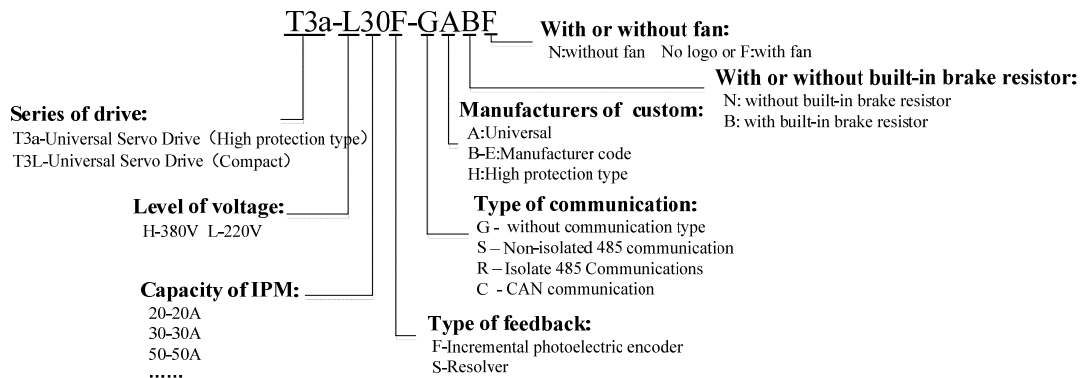 T3a-L30F-GABF
With or without fan:
N:without fan No logo or F:with fan
With or without built-in brake resistor:
N: without built-in brake resistor
B: with built-in brake resistor
Manufacturers of custom:
A:Universal
B-E:Manufacturer code
H:High protection type
Series of drive:
T3a-Universal Servo Drive（High protection type）
T3L-Universal Servo Drive（Compact）
Type of communication:
G - without communication type
S – Non-isolated 485 communication
R – Isolate 485 Communications
C - CAN communication
Level of voltage:
H-380V L-220V
Capacity of IPM:
20-20A
30-30A
50-50A
……
Type of feedback:
F-Incremental photoelectric encoder
S-Resolver